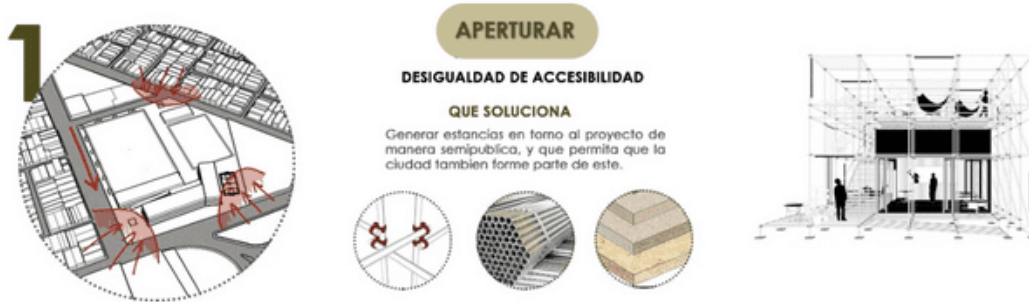 1
APERTURAR
DESIGUALDAD DE ACCESIBILIDAD
QUE SOLUCIONA
Generar estancias en torno al proyecto de
manera semipublica, y que permita que la
ciudad tambien forme parte de este.